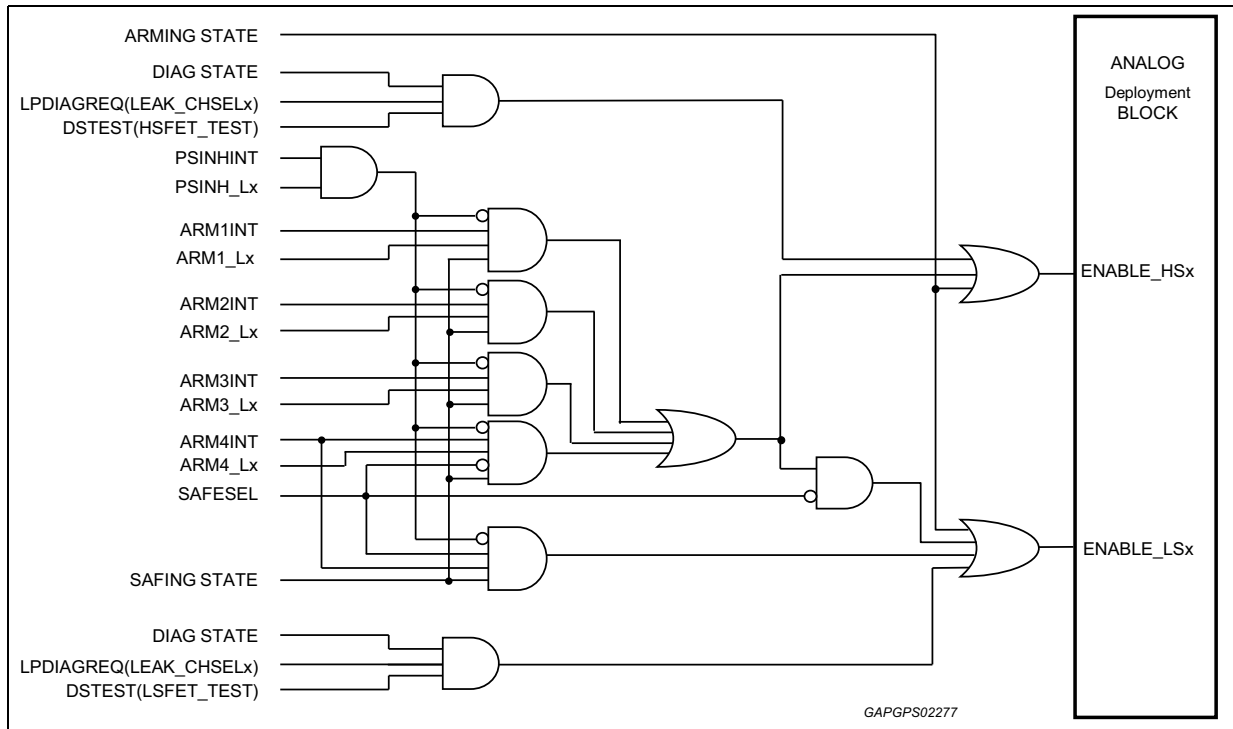 ARMING STATE
DIAG STATE
LPDIAGREQ(LEAK_CHSELx)
DSTEST(HSFET_TEST)
PSINHINT
PSINH_Lx
ARM1INT
ARM1_Lx
ARM2INT
ARM2_Lx
ARM3INT
ARM3_Lx
ARM4INT
ARM4_Lx
SAFESEL
SAFING STATE
DIAG STATE
LPDIAGREQ(LEAK_CHSELx)
DSTEST(LSFET_TEST)
ANALOG
Deployment
BLOCK
ENABLE_HSx
ENABLE_LSx
GAPGPS02277